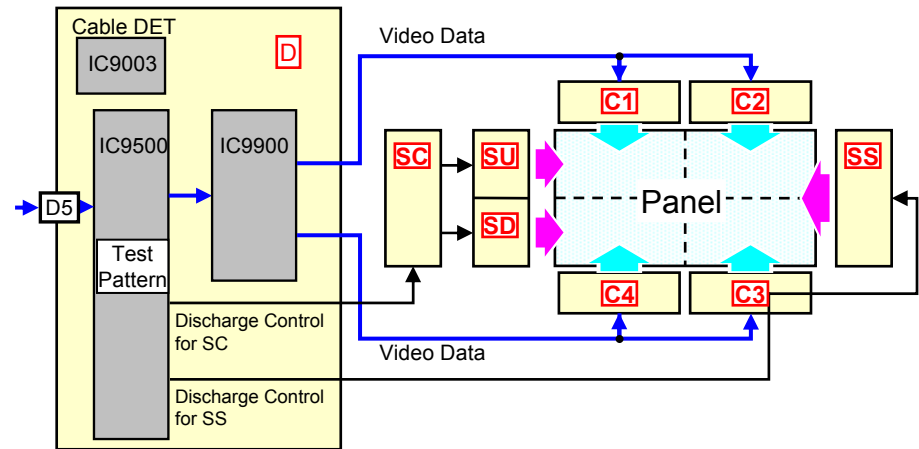 Cable DET
IC9003
D
Video Data
C1
C2
IC9500
IC9900
SC
SU
SS
D5
Panel
SD
Test
Pattern
C4
C3
Discharge Control
for SC
Video Data
Discharge Control
for SS